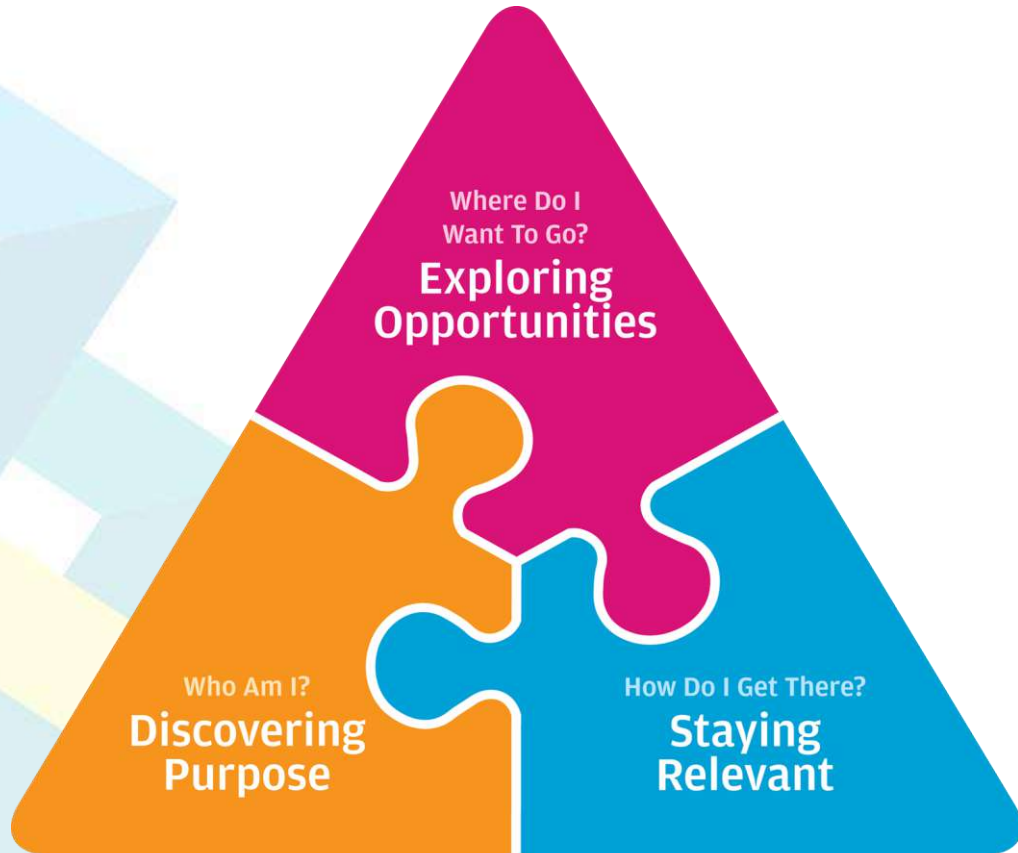 Where Do I
Want To Go?
Exploring
Opportunities
Who Am I?
Discovering
Purpose
How Do I Get There?
Staying
Relevant